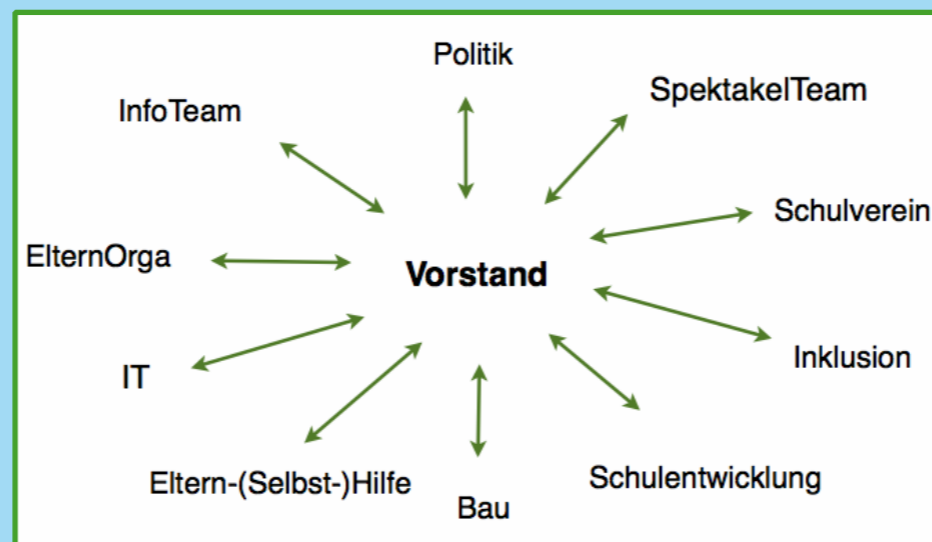 Politik
SpektakelTeam
InfoTeam
Schulverein
ElternOrga
Vorstand
Inklusion
IT
Eltern-(Selbst-)Hilfe
Schulentwicklung
Bau